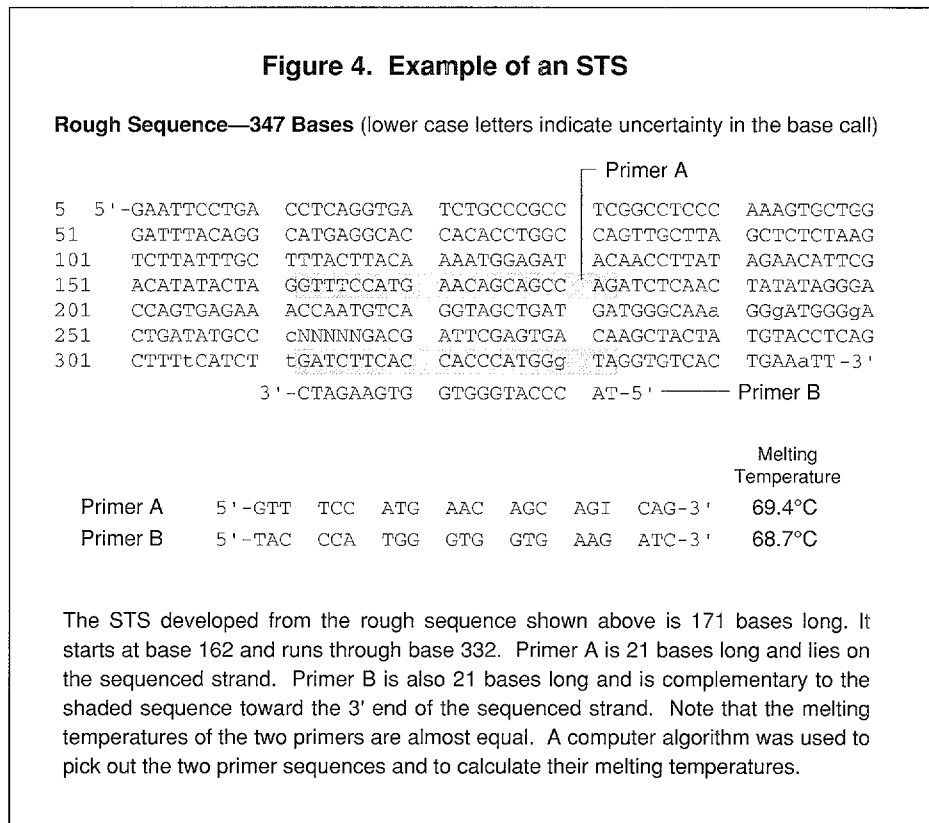 Figure 4. Example of an STS
Rough Sequence—347 Bases (lower case letters indicate uncertainty in the base call)
Primer A
5 5'-GAATTCCTGA CCTCAGGTGA TCTGCCCGCC TCGGCCTCCC AAAGTGCTGG
51 GATTTACAGG CATGAGGCAC CACACCTGGC CAGTTGCTTA GCTCTCTAAG
101 TCTTATTTGC TTTACTTACA AAATGGAGAT ACAACCTTAT AGAACATTCG
151 ACATATACTA GGTTTCCATG AACAGCAGCC AGATCTCAAC TATATAGGGA
201 CCAGTGAGAA ACCAATGTCA GGTAGCTGAT GATGGGCAAa GGgATGGGgA
251 CTGATATGCC cNNNNNGACG ATTCGAGTGA CAAGCTACTA TGTACCTCAG
301 CTTTtCATCT tGATCTTCAC CACCCATGGg TAGGTGTCAC TGAAaTT-3'
3'-CTAGAAGTG GTGGGTACCC AT-5' Primer B
Melting
Temperature
Primer A 5'-GTT TCC ATG AAC AGC AGI CAG-3' 69.4°C
Primer B 5'-TAC CCA TGG GTG GTG AAG ATC-3' 68.7°C
The STS developed from the rough sequence shown above is 171 bases long. It
starts at base 162 and runs through base 332. Primer A is 21 bases long and lies on
the sequenced strand. Primer B is also 21 bases long and is complementary to the
shaded sequence toward the 3' end of the sequenced strand. Note that the melting
temperatures of the two primers are almost equal. A computer algorithm was used to
pick out the two primer sequences and to calculate their melting temperatures.